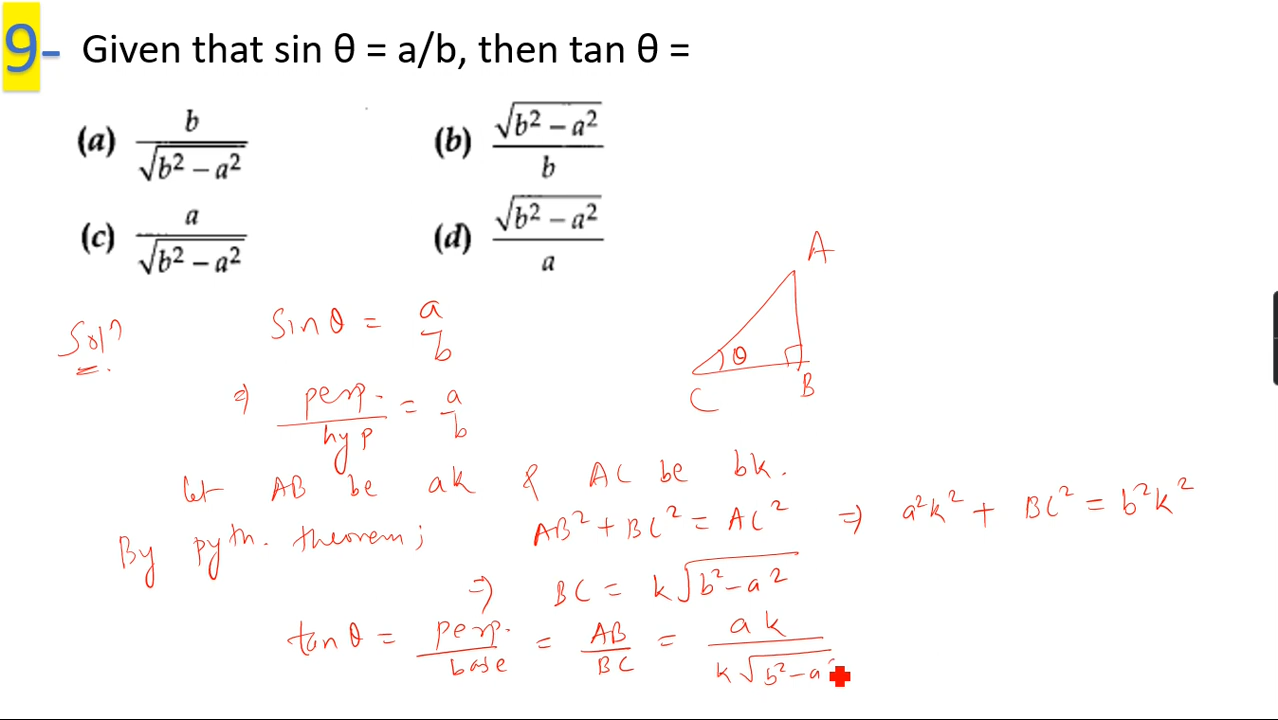 9- Given that sin θ = a/b, then tan θ =
(a) b/√(b² − a²) (b) √(b² − a²)/b
(c) a/√(b² − a²) (d) √(b² − a²)/a
A
θ
C B
Solⁿ. sin θ = a/b
⇒ perp./hyp = a/b
let AB be ak & AC be bk.
By pyth. theorem; AB² + BC² = AC² ⇒ a²k² + BC² = b²k²
⇒ BC = k√(b² − a²)
tan θ = perp./base = AB/BC = ak/k√(b² − a²